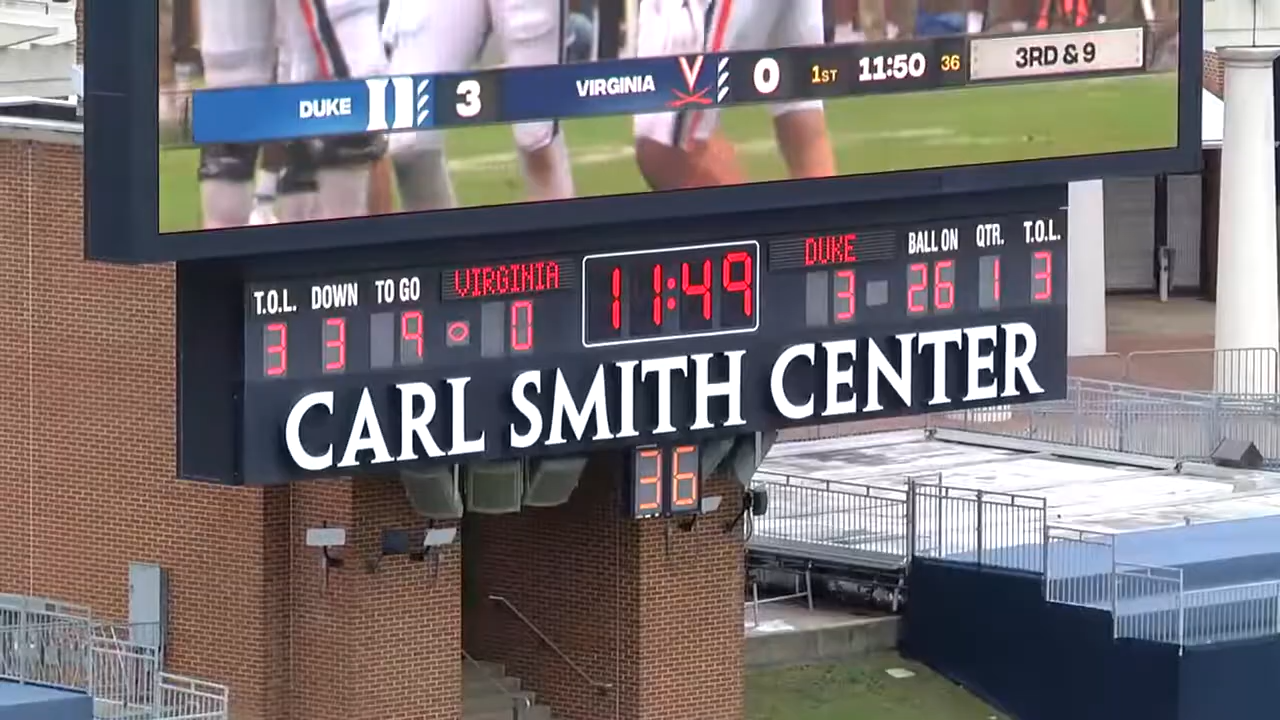 DUKE D 3 VIRGINIA V 0 1ST 11:50 36 3RD & 9
T.O.L. DOWN TO GO VIRGINIA 11:49 DUKE BALL ON QTR. T.O.L.
3 3 9 0 3 26 1 3
CARL SMITH CENTER
36